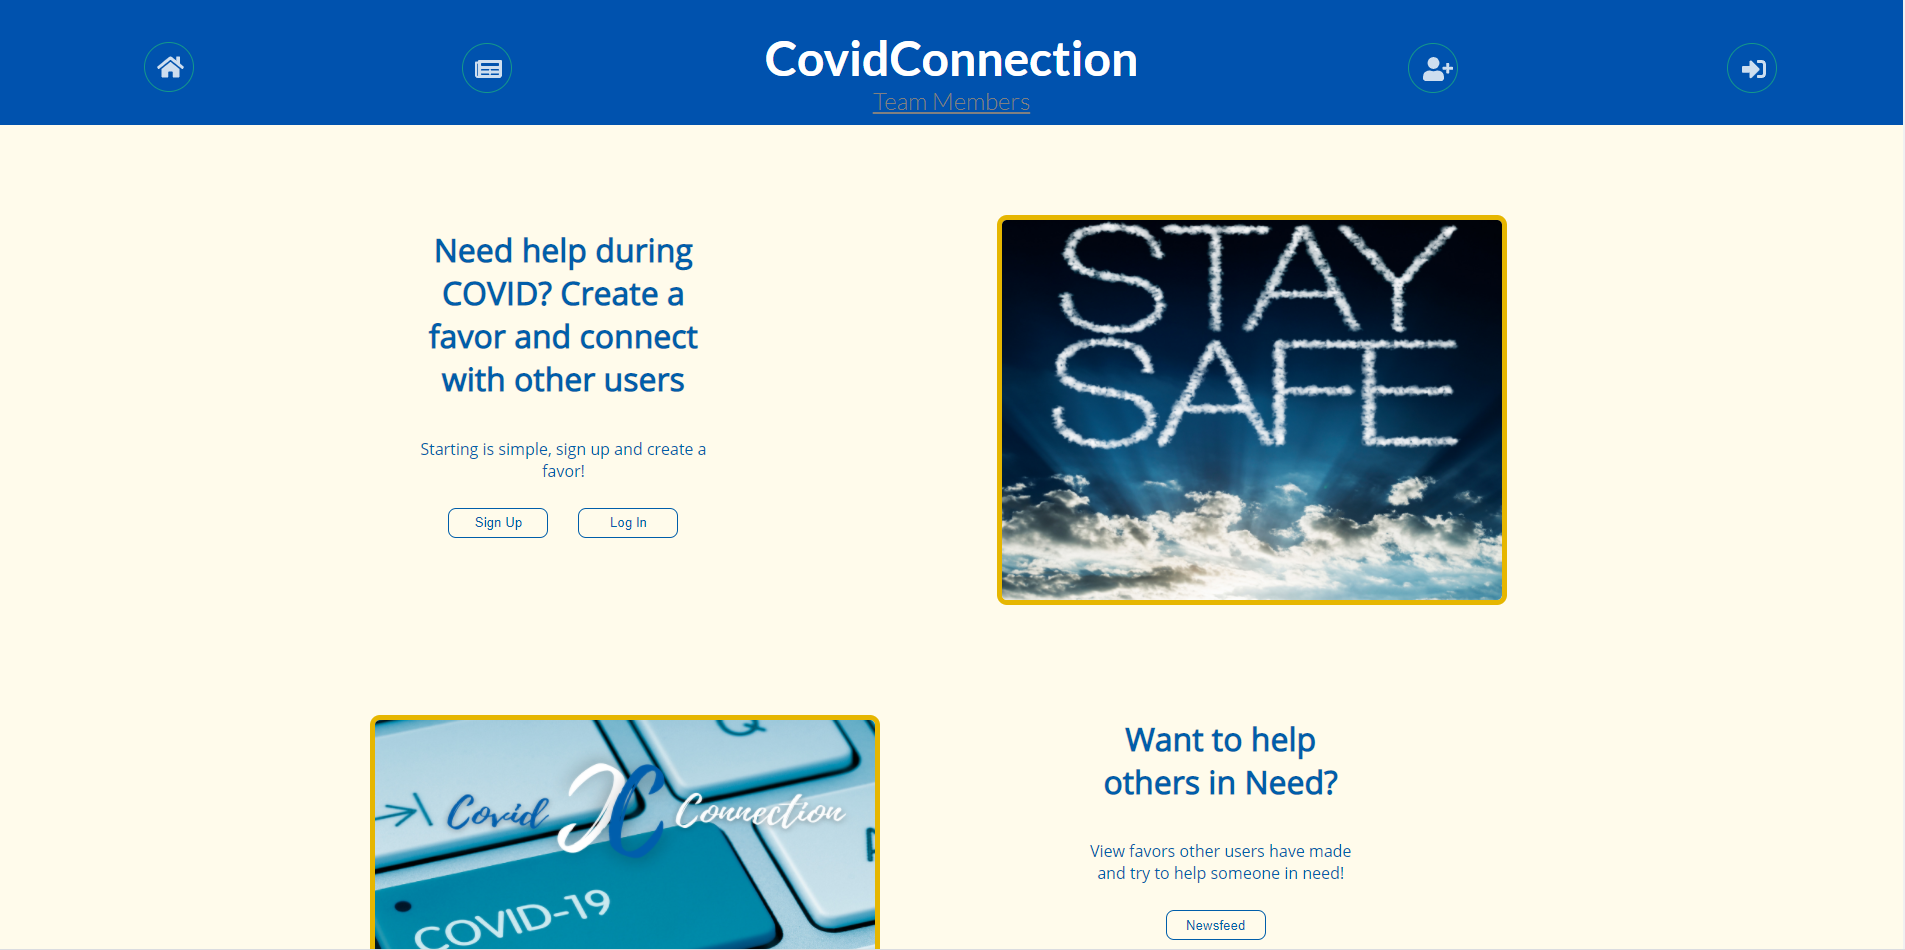 CovidConnection
Team Members
Need help during
COVID? Create a
favor and connect
with other users
Starting is simple, sign up and create a
favor!
Sign Up
Log In
STAY
SAFE
Q
Covid CC Connection
COVID-19
Want to help
others in Need?
View favors other users have made
and try to help someone in need!
Newsfeed